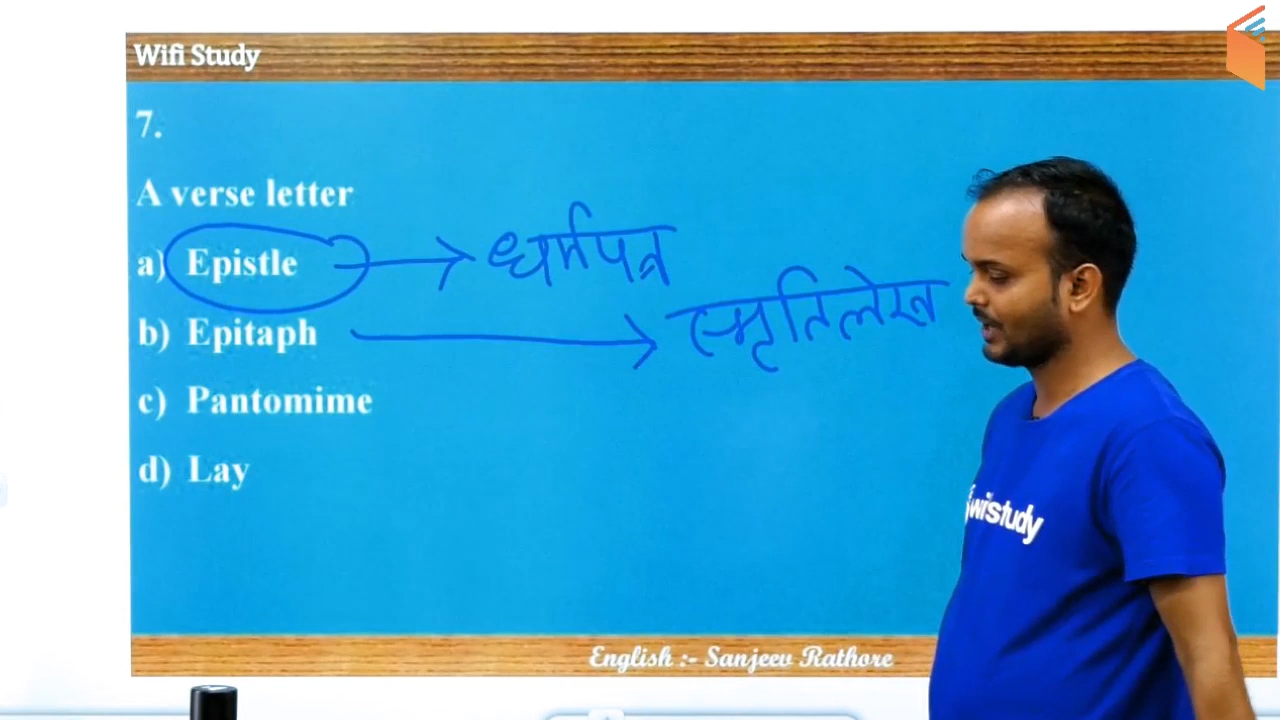 Wifi Study
7.
A verse letter
a) Epistle → धर्मपत्र
b) Epitaph → स्मृतिलेख
c) Pantomime
d) Lay
wifistudy
English :- Sanjeev Rathore